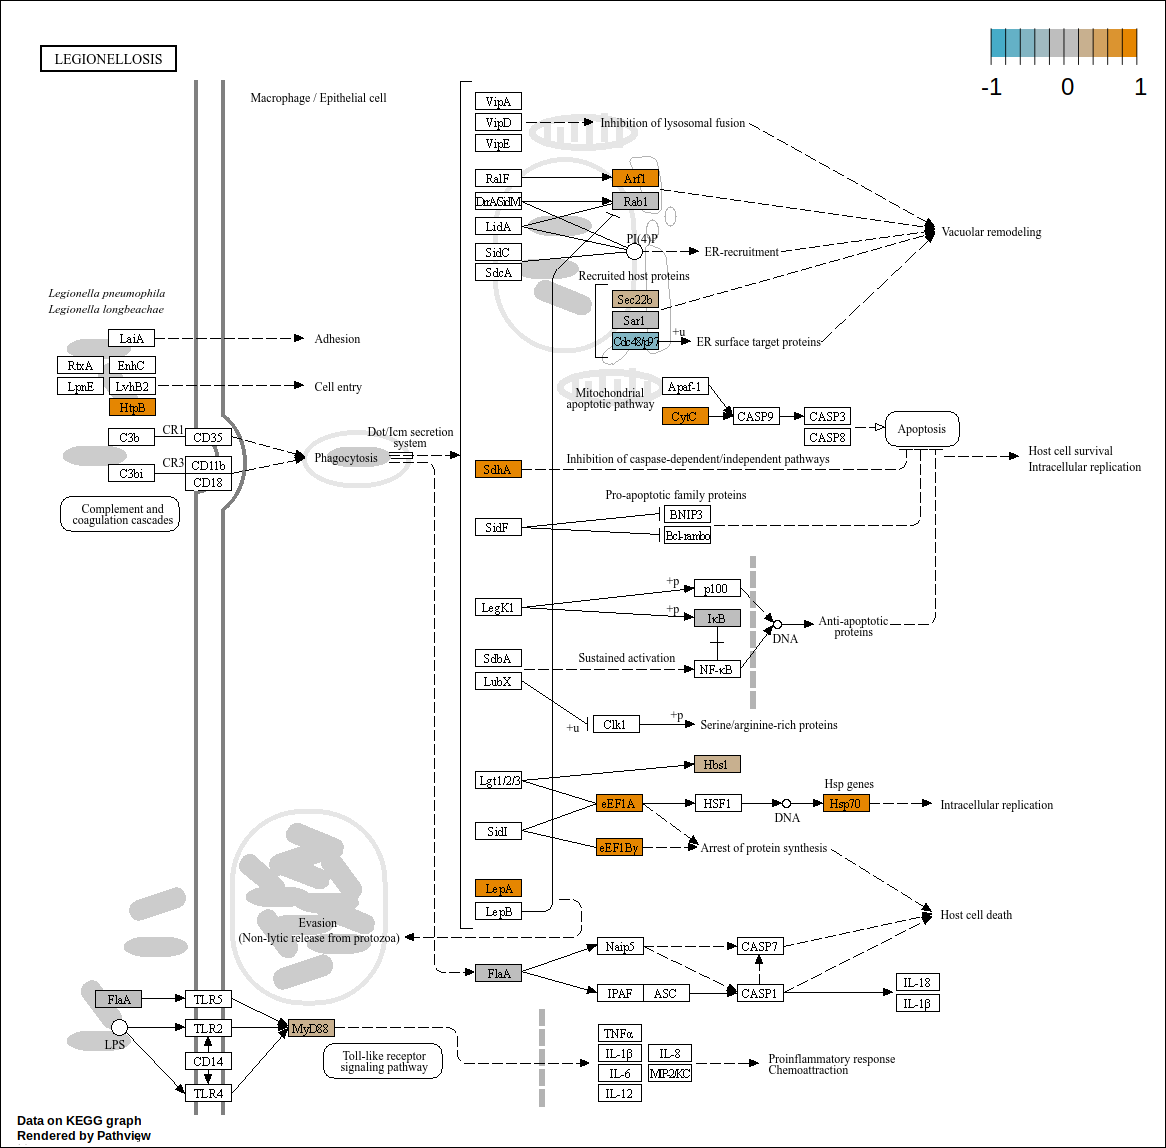 LEGIONELLOSIS
-1 0 1
Macrophage / Epithelial cell
VipA
VipD
VipE
Inhibition of lysosomal fusion
RalF
Arf1
DrrA/SidM
Rab1
LidA
Vacuolar remodeling
PI(4)P
SidC
ER-recruitment
SdcA
Recruited host proteins
Legionella pneumophila
Legionella longbeachae
Sec22b
Sar1
+u
Cdc48/p97
ER surface target proteins
LaiA
Adhesion
RtxA
EnhC
LpnE
LvhB2
Cell entry
HtpB
Mitochondrial
apoptotic pathway
Apaf-1
CytC
CASP9
CASP3
CASP8
Apoptosis
C3b
CR1
CD35
Dot/Icm secretion
system
Phagocytosis
C3bi
CR3
CD11b
CD18
SdhA
Inhibition of caspase-dependent/independent pathways
Host cell survival
Intracellular replication
Complement and
coagulation cascades
Pro-apoptotic family proteins
SidF
BNIP3
Bcl-rambo
LegK1
+p
p100
+p
IκB
DNA
Anti-apoptotic
proteins
SdbA
Sustained activation
NF-κB
LubX
+u
Clk1
+p
Serine/arginine-rich proteins
Lgt1/2/3
Hbs1
Hsp genes
eEF1A
HSF1
DNA
Hsp70
Intracellular replication
SidI
eEF1By
Arrest of protein synthesis
LepA
LepB
Host cell death
Evasion
(Non-lytic release from protozoa)
Naip5
CASP7
FlaA
IPAF
ASC
CASP1
IL-18
IL-1β
FlaA
TLR5
LPS
TLR2
MyD88
CD14
TLR4
Toll-like receptor
signaling pathway
TNFα
IL-1β
IL-8
IL-6
MIP2/KC
IL-12
Proinflammatory response
Chemoattraction
Data on KEGG graph
Rendered by Pathview